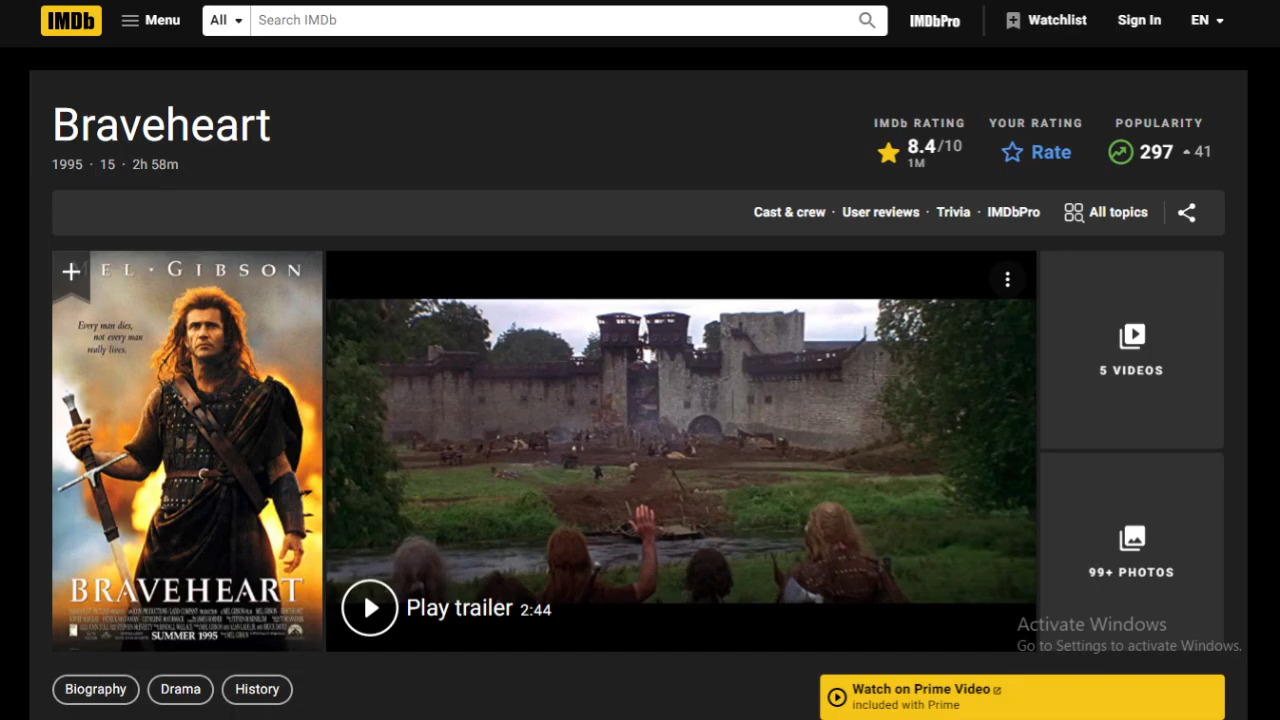 IMDb
Menu
All
Search IMDb
IMDbPro
Watchlist
Sign In
EN
Braveheart
1995 · 15 · 2h 58m
IMDb RATING
8.4/10
1M
YOUR RATING
Rate
POPULARITY
297
41
Cast & crew · User reviews · Trivia · IMDbPro
All topics
MEL · GIBSON
Every man dies,
not every man
really lives.
BRAVEHEART
SUMMER 1995
Play trailer 2:44
5 VIDEOS
99+ PHOTOS
Activate Windows
Go to Settings to activate Windows.
Biography
Drama
History
Watch on Prime Video
included with Prime